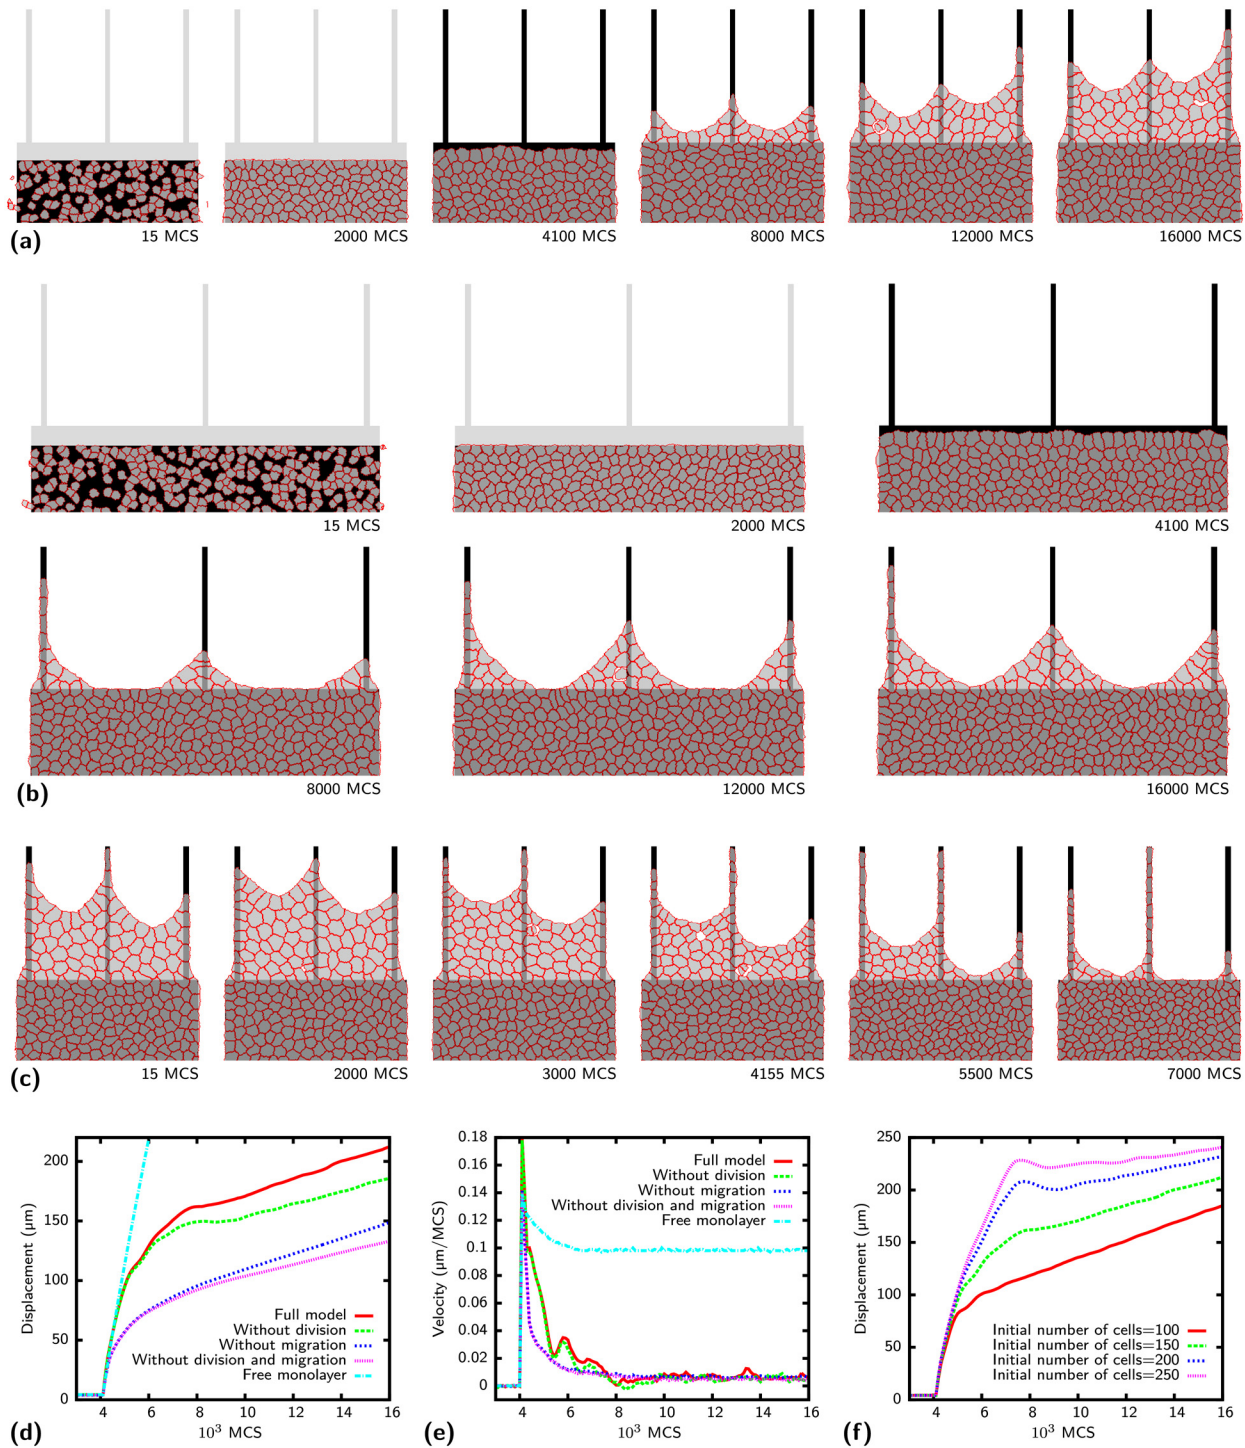 (a)
15 MCS
2000 MCS
4100 MCS
8000 MCS
12000 MCS
16000 MCS
15 MCS
2000 MCS
4100 MCS
(b)
8000 MCS
12000 MCS
16000 MCS
(c)
15 MCS
2000 MCS
3000 MCS
4155 MCS
5500 MCS
7000 MCS
(d)
Displacement (μm)
200
150
100
50
0
4
6
8
10
12
14
16
10³ MCS
Full model
Without division
Without migration
Without division and migration
Free monolayer
(e)
Velocity (μm/MCS)
0.18
0.16
0.14
0.12
0.1
0.08
0.06
0.04
0.02
0
4
6
8
10
12
14
16
10³ MCS
Full model
Without division
Without migration
Without division and migration
Free monolayer
(f)
Displacement (μm)
250
200
150
100
50
0
4
6
8
10
12
14
16
10³ MCS
Initial number of cells=100
Initial number of cells=150
Initial number of cells=200
Initial number of cells=250